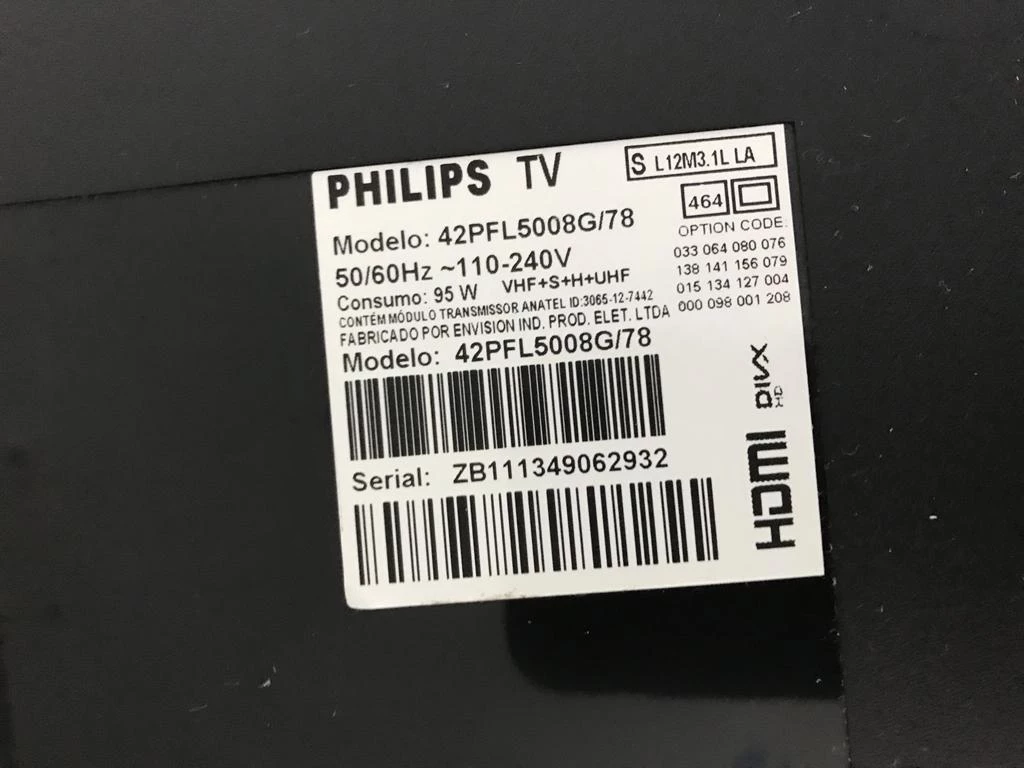 PHILIPS TV
S L12M3.1L LA
464
Modelo: 42PFL5008G/78
50/60Hz ~110-240V
Consumo: 95 W VHF+S+H+UHF
CONTÉM MÓDULO TRANSMISSOR ANATEL ID:3065-12-7442
FABRICADO POR ENVISION IND. PROD. ELET. LTDA
OPTION CODE:
033 064 080 076
138 141 156 079
015 134 127 004
000 098 001 208
Modelo: 42PFL5008G/78
Serial: ZB111349062932
DIVX
HD
HDMI